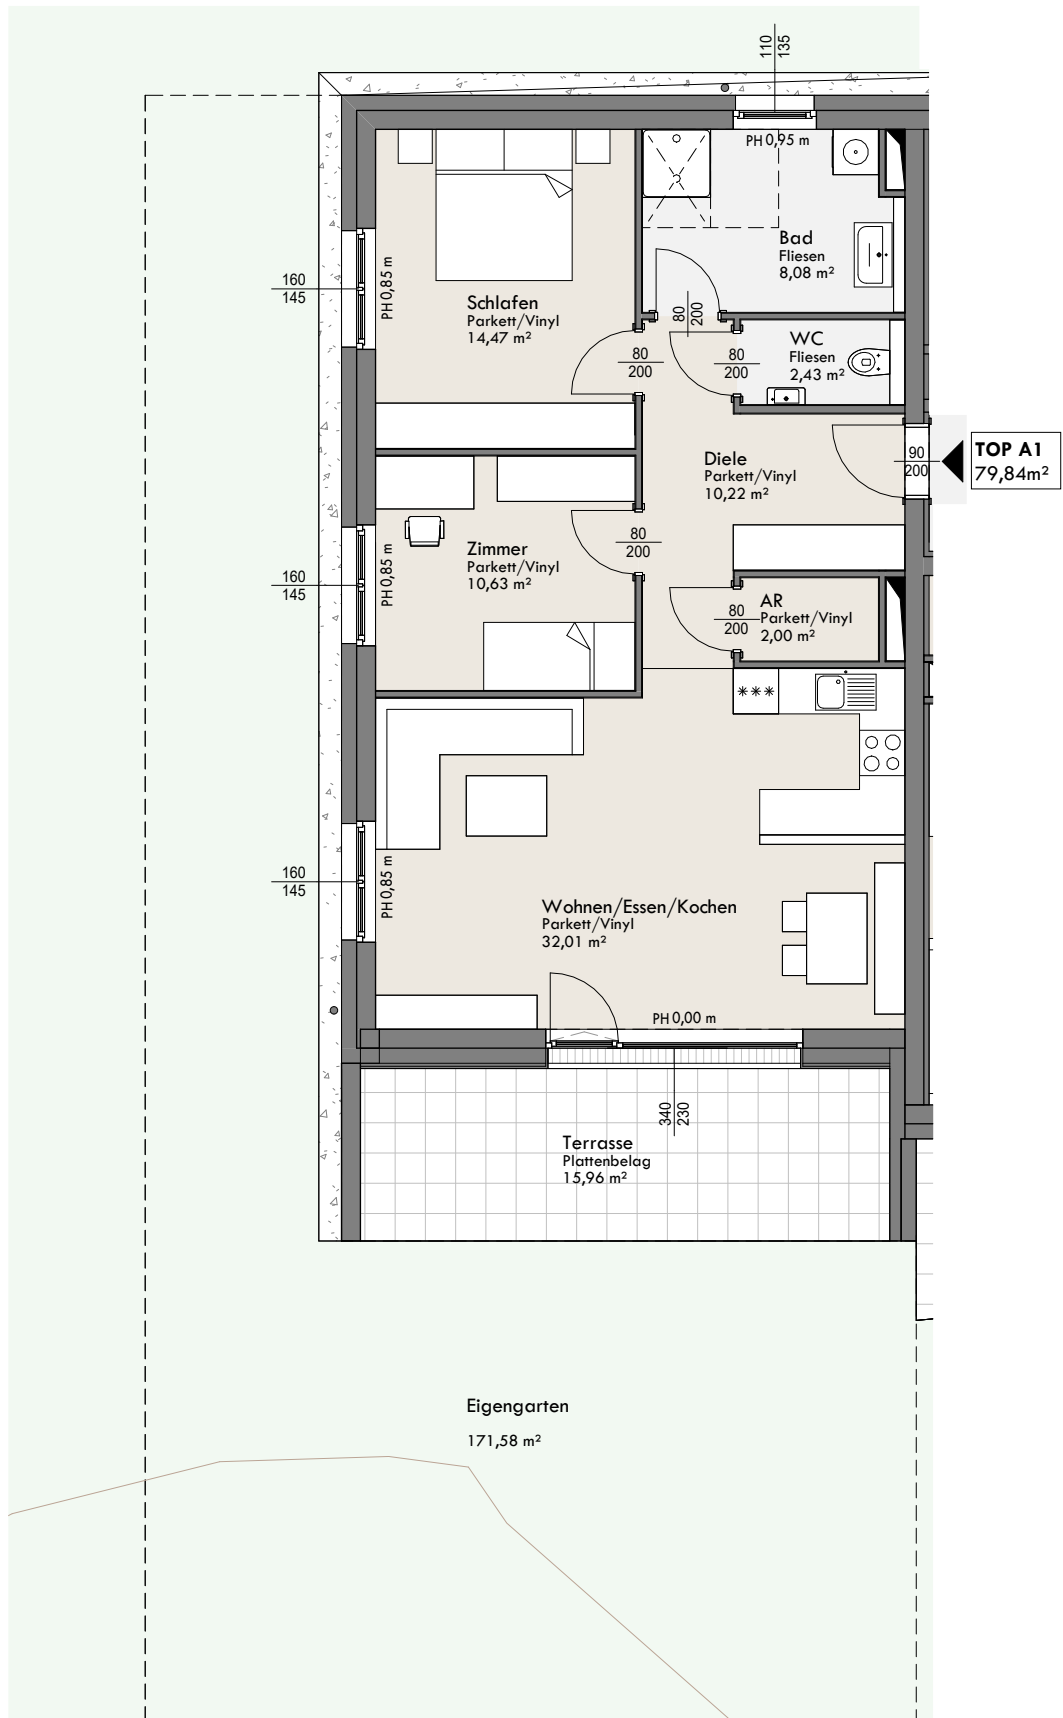 110
135
PH 0,95 m
Bad
Fliesen
8,08 m²
160
145
PH 0,85 m
Schlafen
Parkett/Vinyl
14,47 m²
80
200
80
200
80
200
WC
Fliesen
2,43 m²
Diele
Parkett/Vinyl
10,22 m²
90
200
TOP A1
79,84m²
80
200
160
145
PH 0,85 m
Zimmer
Parkett/Vinyl
10,63 m²
80
200
AR
Parkett/Vinyl
2,00 m²
160
145
PH 0,85 m
Wohnen/Essen/Kochen
Parkett/Vinyl
32,01 m²
PH 0,00 m
340
230
Terrasse
Plattenbelag
15,96 m²
Eigengarten
171,58 m²